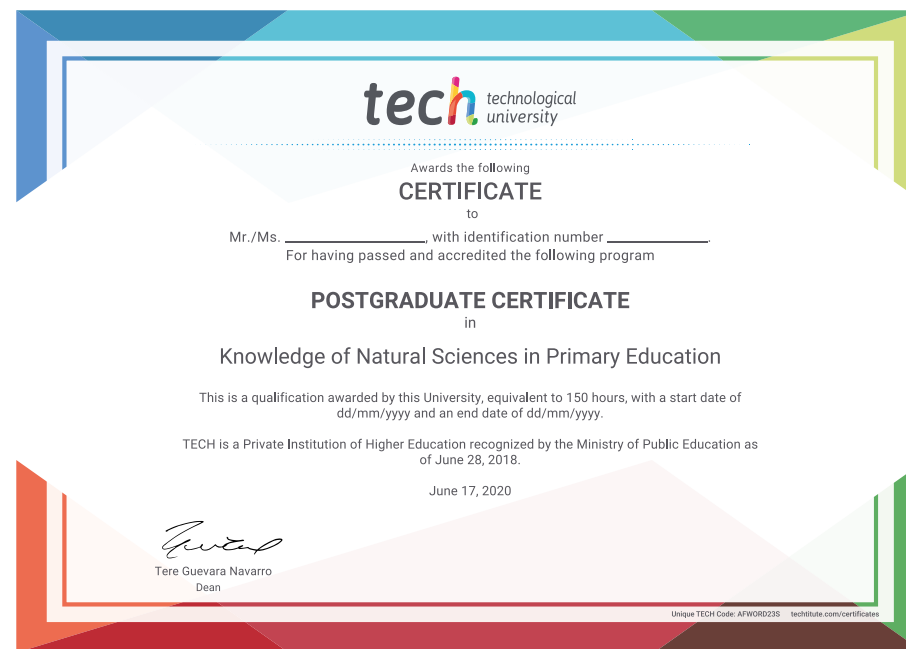 tech technological
university
Awards the following
CERTIFICATE
to
Mr./Ms. ____________, with identification number ____________.
For having passed and accredited the following program
POSTGRADUATE CERTIFICATE
in
Knowledge of Natural Sciences in Primary Education
This is a qualification awarded by this University, equivalent to 150 hours, with a start date of
dd/mm/yyyy and an end date of dd/mm/yyyy.
TECH is a Private Institution of Higher Education recognized by the Ministry of Public Education as
of June 28, 2018.
June 17, 2020
Tere Guevara Navarro
Dean
Unique TECH Code: AFWORD23S techtitute.com/certificates